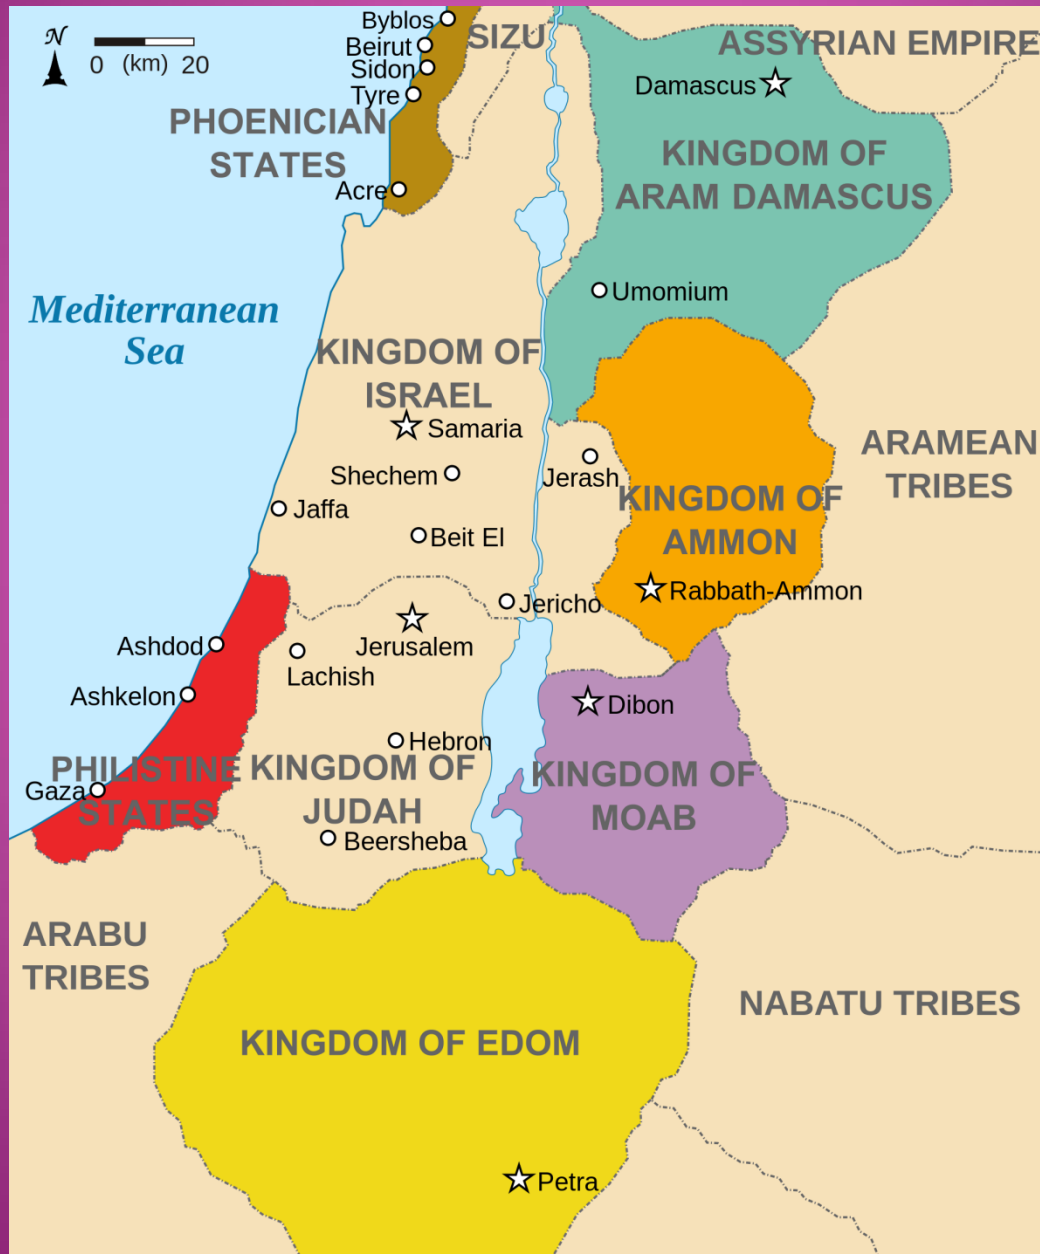 N
0 (km) 20
Byblos
Beirut
Sidon
Tyre
SIZU
ASSYRIAN EMPIRE
Damascus
PHOENICIAN
STATES
KINGDOM OF
ARAM DAMASCUS
Acre
Umomium
Mediterranean
Sea
KINGDOM OF
ISRAEL
Samaria
Shechem
Jerash
ARAMEAN
TRIBES
Jaffa
Beit El
KINGDOM OF
AMMON
Rabbath-Ammon
Jericho
Jerusalem
Ashdod
Lachish
Ashkelon
Dibon
Hebron
PHILISTINE
STATES
Gaza
KINGDOM OF
JUDAH
KINGDOM OF
MOAB
Beersheba
ARABU
TRIBES
NABATU TRIBES
KINGDOM OF EDOM
Petra